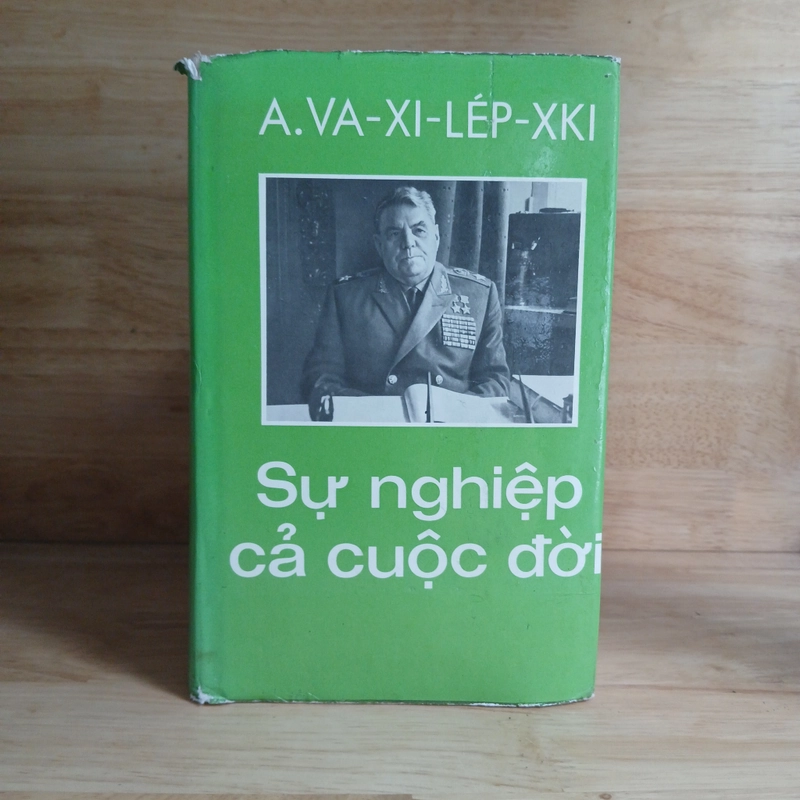 A. VA-XI-LÉP-XKI
Sự nghiệp
cả cuộc đời